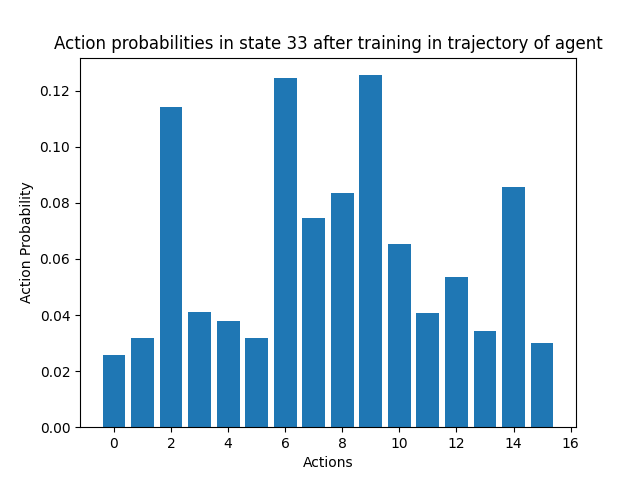 Action probabilities in state 33 after training in trajectory of agent
0.12
0.10
0.08
0.06
0.04
0.02
0.00
Action Probability
0 2 4 6 8 10 12 14 16
Actions